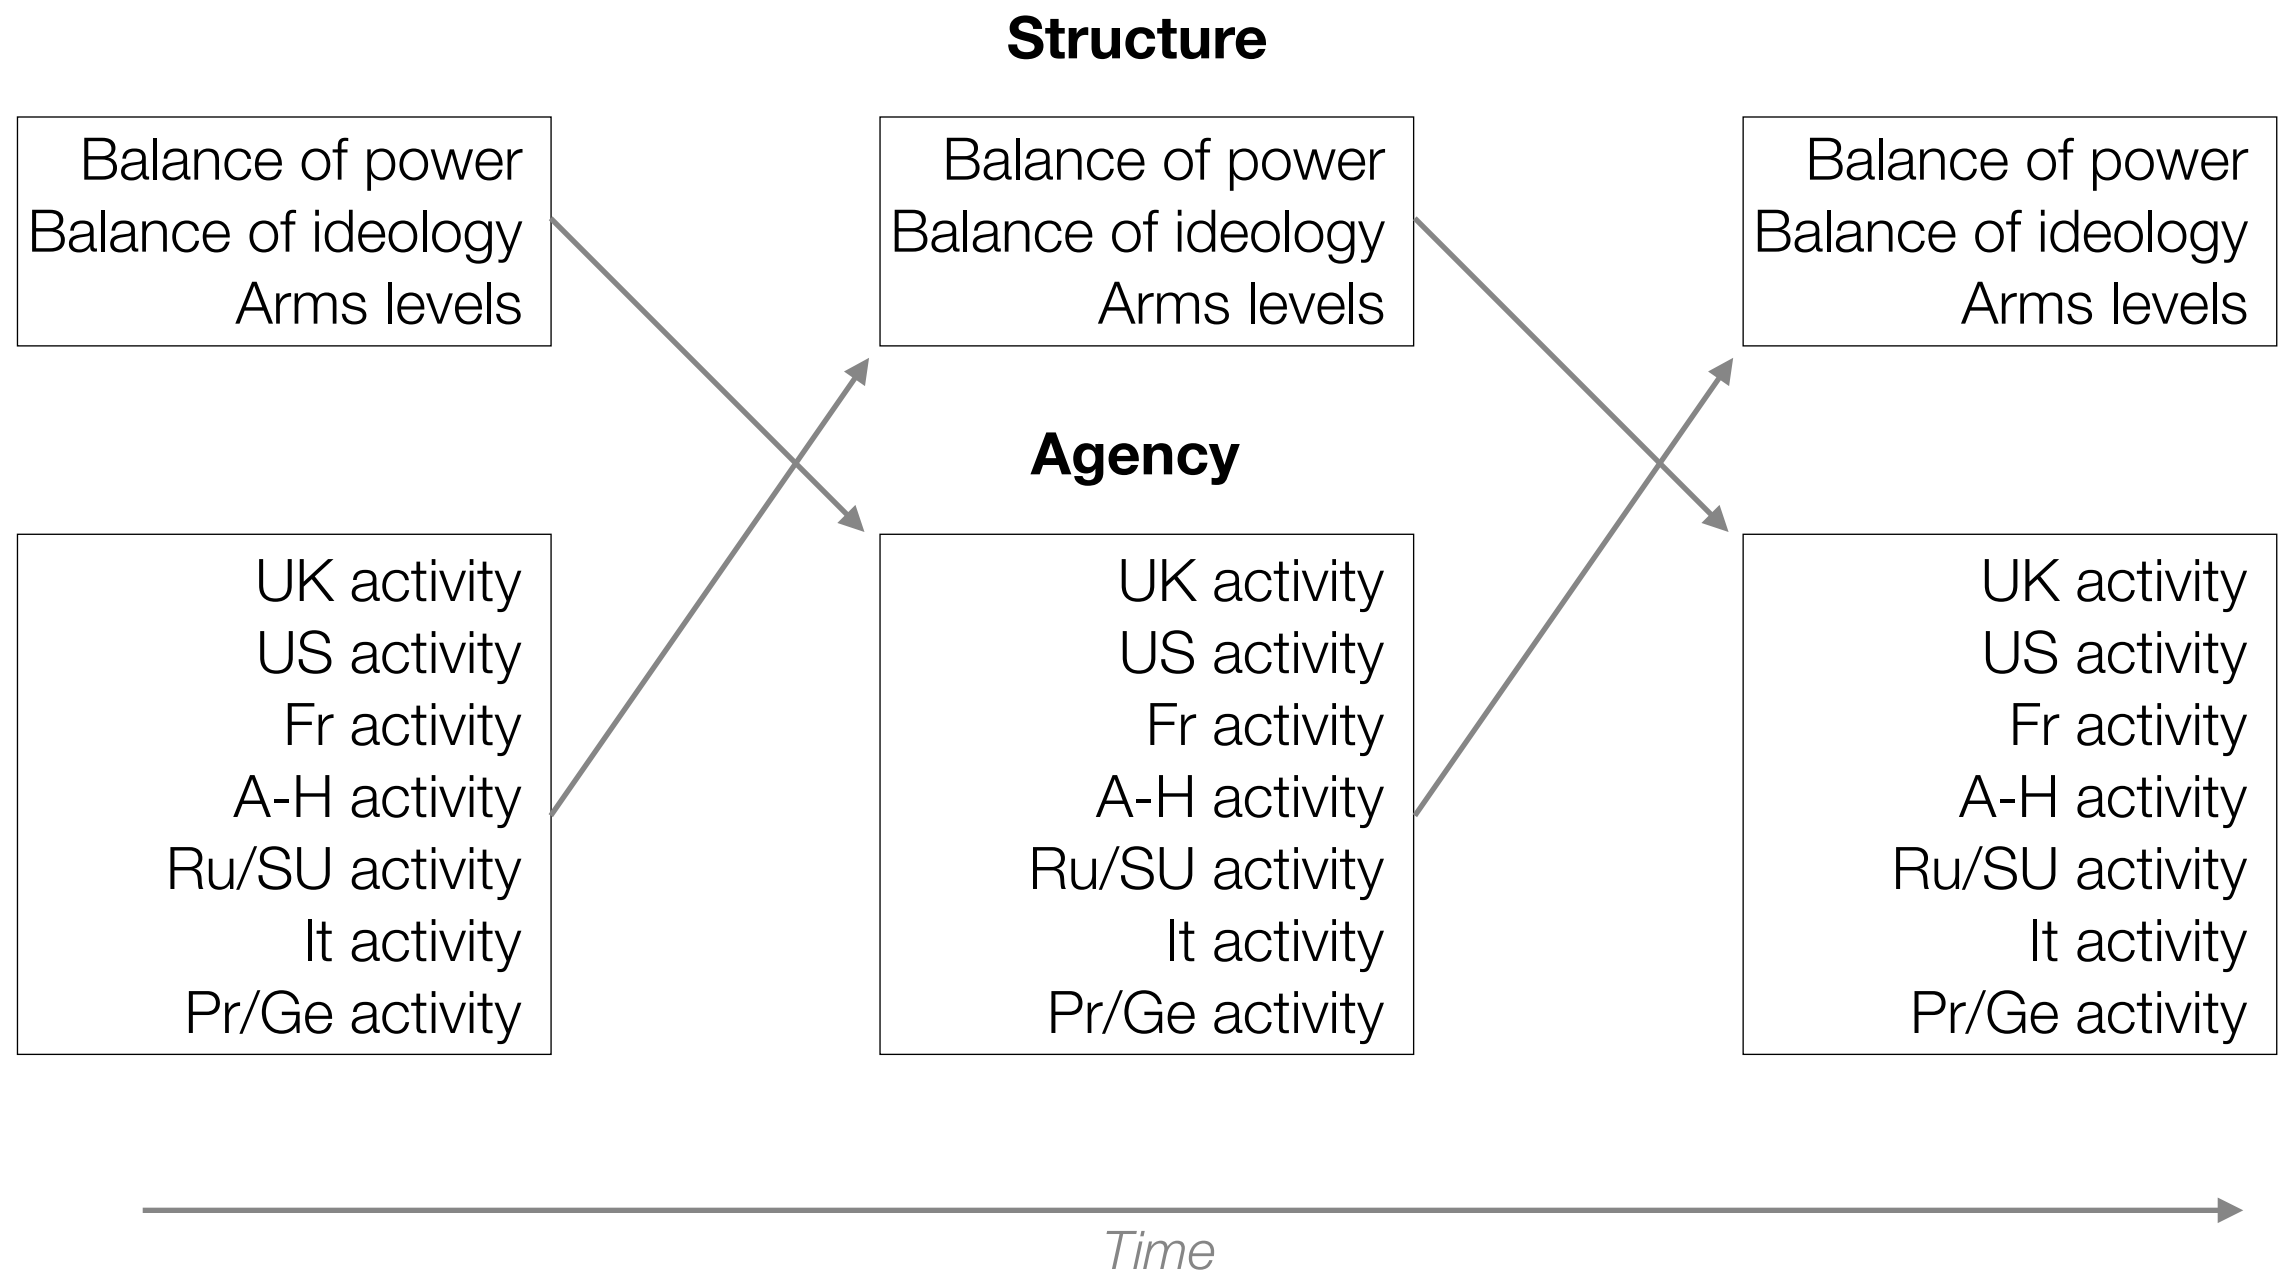 Structure
Balance of power
Balance of ideology
Arms levels
Balance of power
Balance of ideology
Arms levels
Balance of power
Balance of ideology
Arms levels
Agency
UK activity
US activity
Fr activity
A-H activity
Ru/SU activity
It activity
Pr/Ge activity
UK activity
US activity
Fr activity
A-H activity
Ru/SU activity
It activity
Pr/Ge activity
UK activity
US activity
Fr activity
A-H activity
Ru/SU activity
It activity
Pr/Ge activity
Time